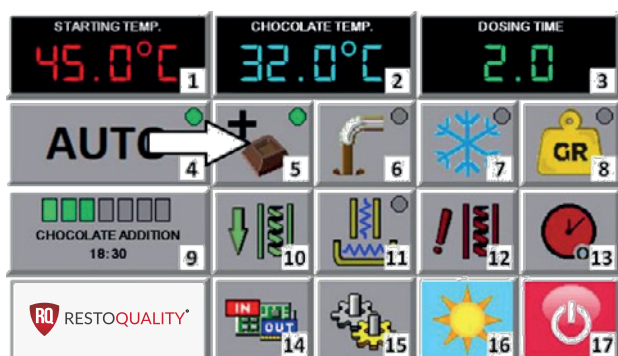 STARTING TEMP.
CHOCOLATE TEMP.
DOSING TIME
45.0°C 1
32.0°C 2
2.0 3
AUTO 4
+ 5
6
7
GR 8
CHOCOLATE ADDITION
18:30 9
10
11
! 12
13
RQ RESTOQUALITY
IN
OUT 14
15
16
17